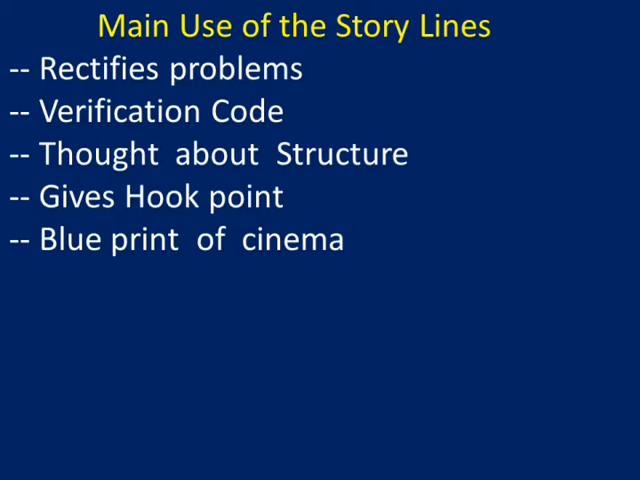 Main Use of the Story Lines
-- Rectifies problems
-- Verification Code
-- Thought about Structure
-- Gives Hook point
-- Blue print of cinema